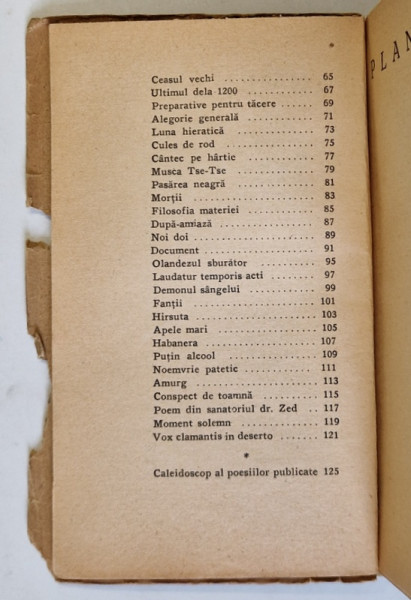 Ceasul vechi .............. 65
Ultimul dela 1200 .......... 67
Preparative pentru tăcere ..... 69
Alegorie generală .......... 71
Luna hieratică ............ 73
Cules de rod ............. 75
Cântec pe hârtie ........... 77
Musca Tse-Tse ............ 79
Pasărea neagră ............ 81
Morții .................. 83
Filosofia materiei .......... 85
După-amiază ............. 87
Noi doi ................. 89
Document ............... 91
Olandezul sburător ......... 95
Laudatur temporis acti ....... 97
Demonul sângelui .......... 99
Fanții .................. 101
Hirsuta ................. 103
Apele mari .............. 105
Habanera ............... 107
Puțin alcool .............. 109
Noemvrie patetic .......... 111
Amurg ................. 113
Conspect de toamnă ........ 115
Poem din sanatoriul dr. Zed .. 117
Moment solemn ........... 119
Vox clamantis in deserto ...... 121
*
Caleidoscop al poesiilor publicate 125
PLAN